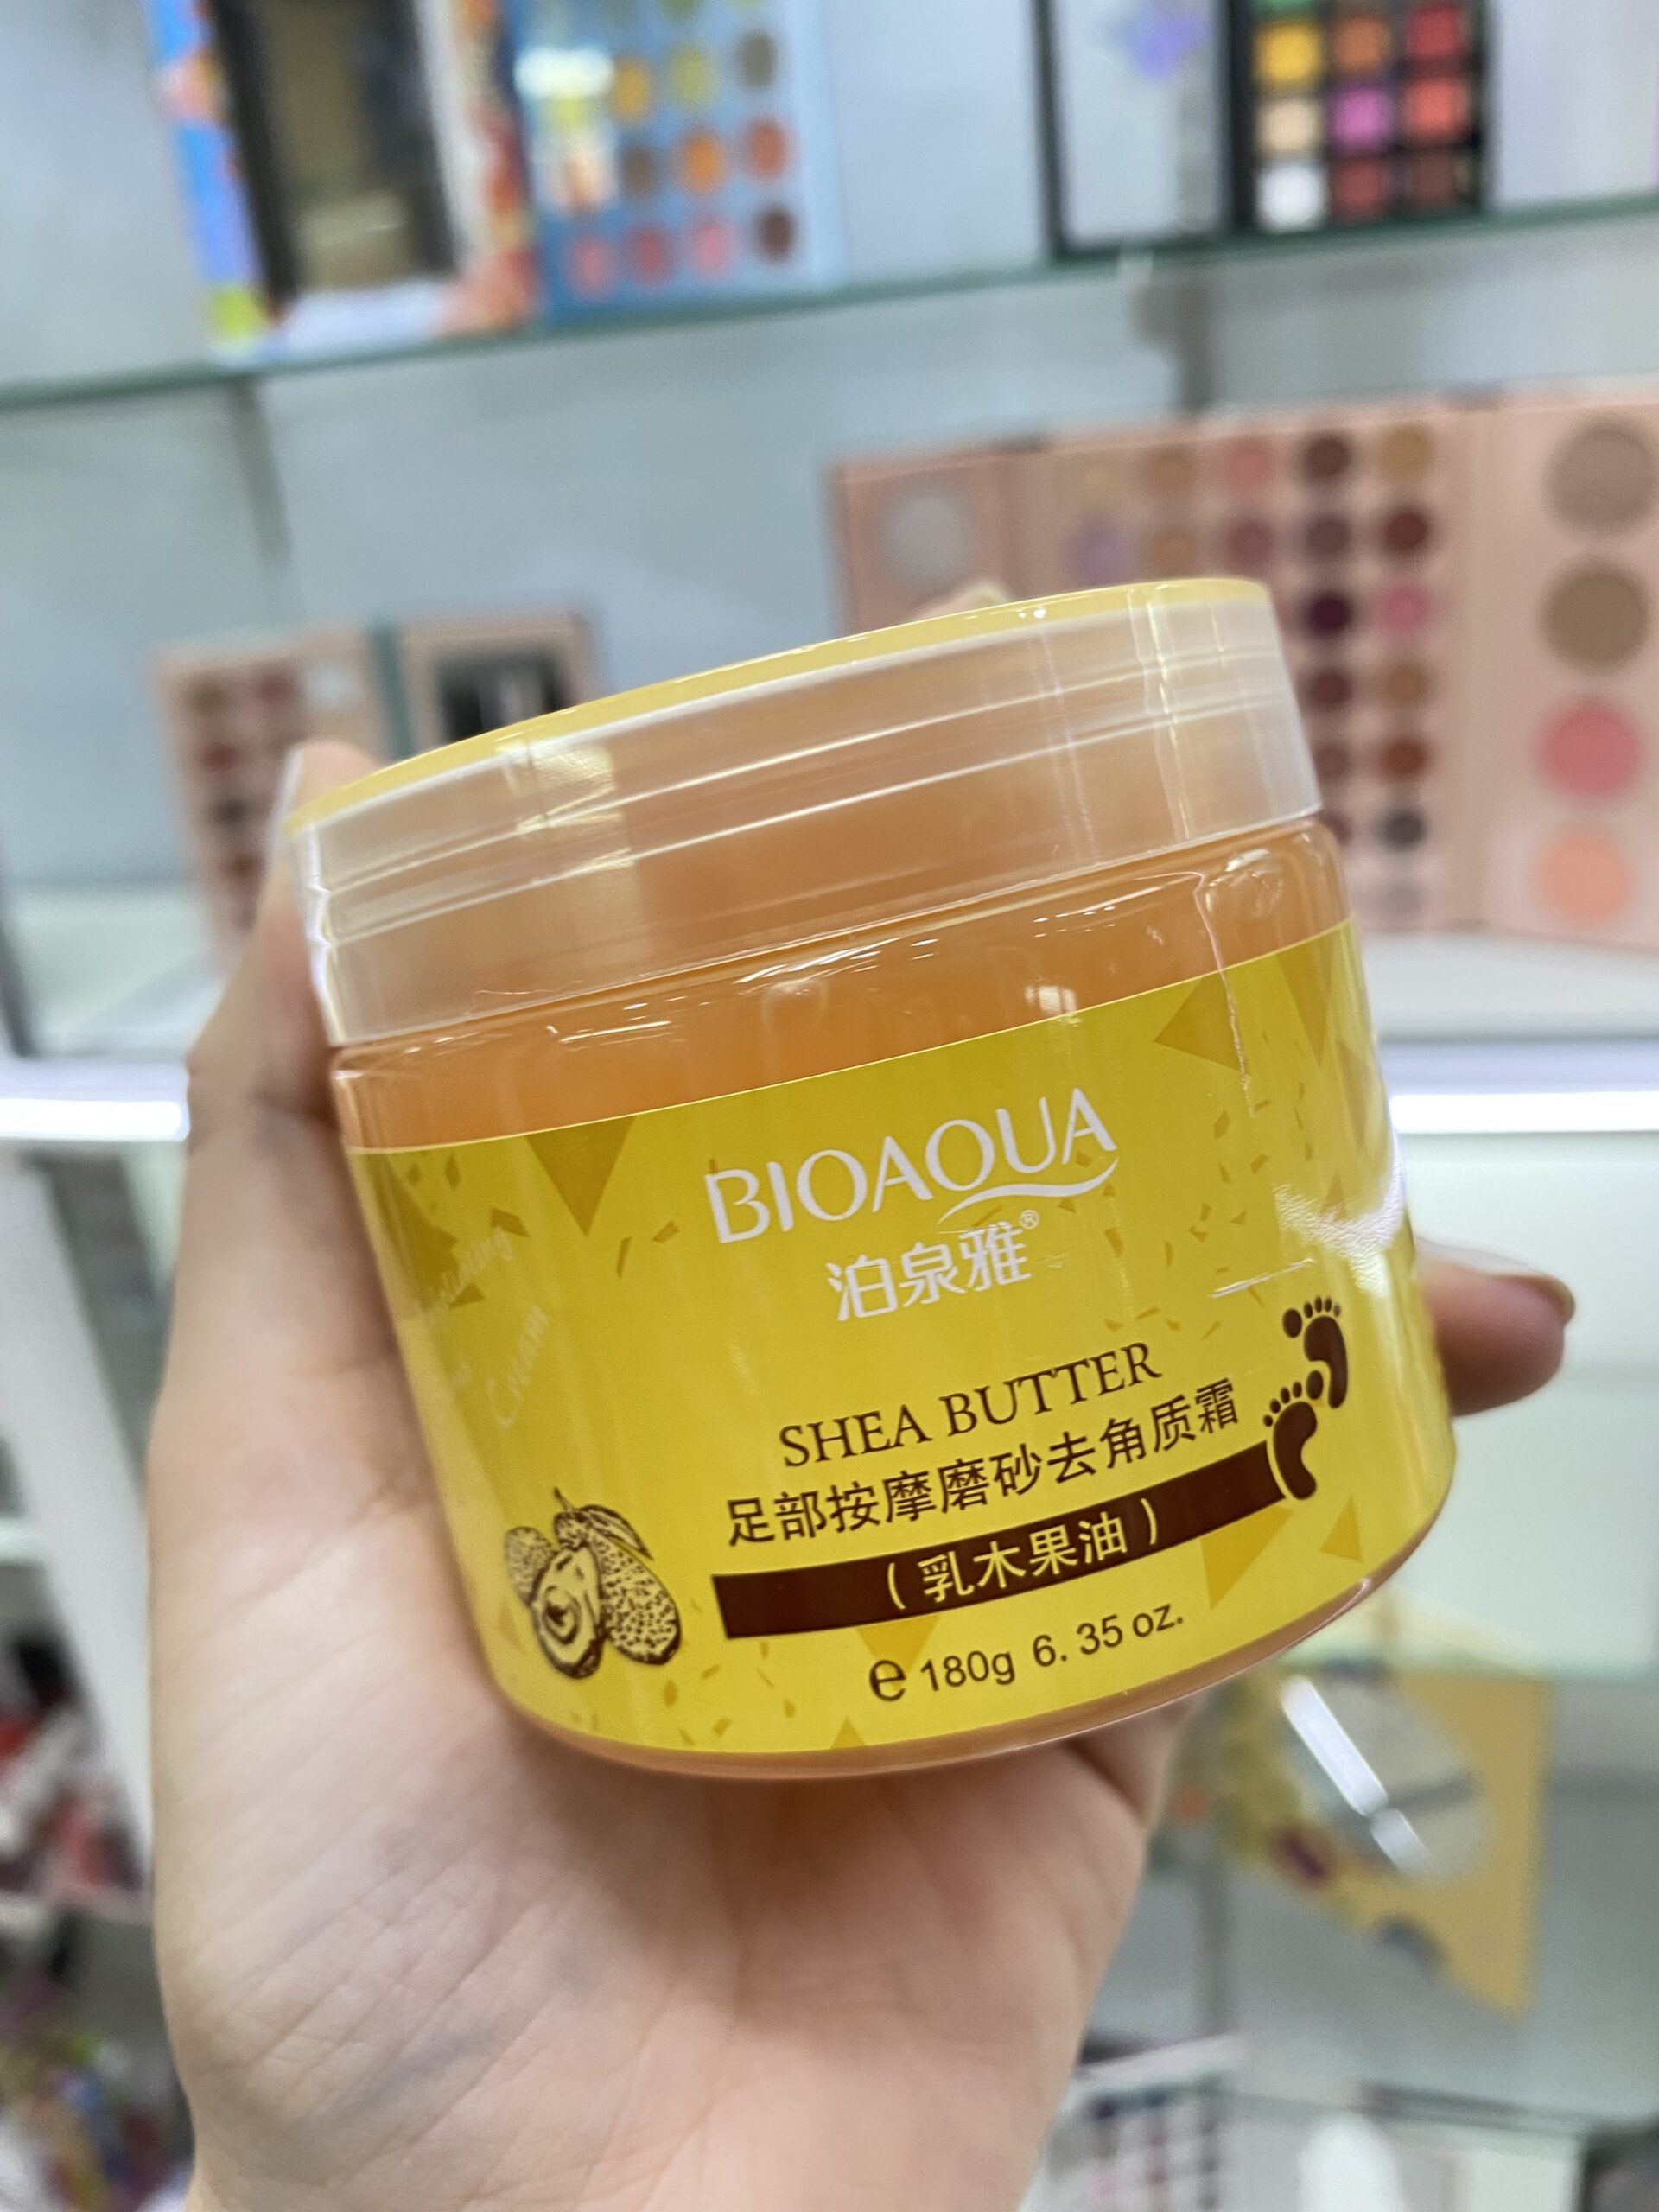 BIOAQUA
泊泉雅®
SHEA BUTTER
足部按摩磨砂去角质霜
(乳木果油)
e 180g 6.35 oz.
Cream